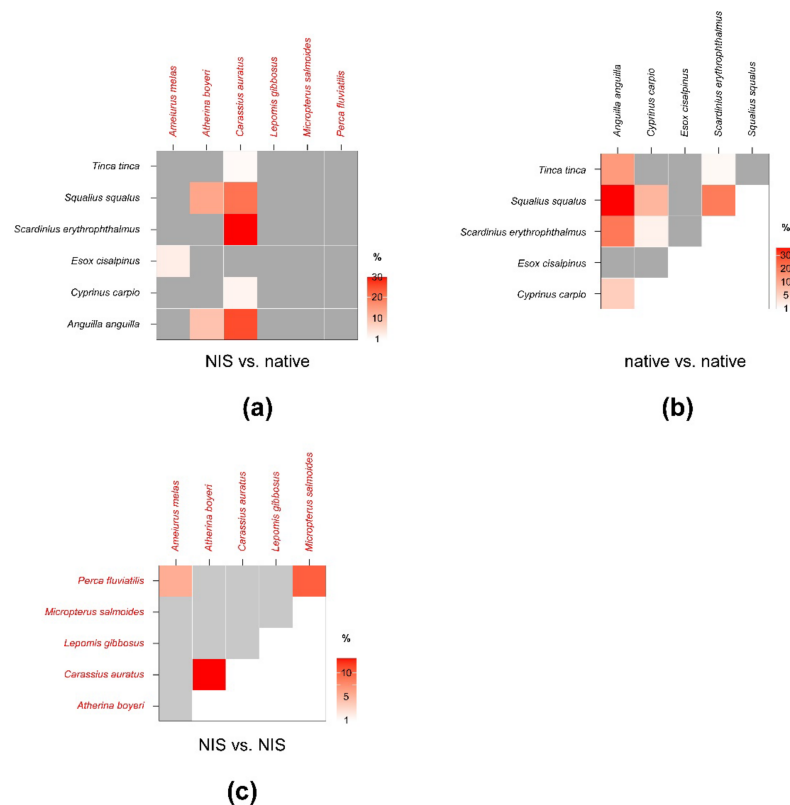 Ameiurus melas
Atherina boyeri
Carassius auratus
Lepomis gibbosus
Micropterus salmoides
Perca fluviatilis
Tinca tinca
Squalius squalus
Scardinius erythrophthalmus
Esox cisalpinus
Cyprinus carpio
Anguilla anguilla
%
30
20
10
1
NIS vs. native
(a)
Anguilla anguilla
Cyprinus carpio
Esox cisalpinus
Scardinius erythrophthalmus
Squalius squalus
Tinca tinca
Squalius squalus
Scardinius erythrophthalmus
Esox cisalpinus
Cyprinus carpio
%
30
20
10
5
1
native vs. native
(b)
Ameiurus melas
Atherina boyeri
Carassius auratus
Lepomis gibbosus
Micropterus salmoides
Perca fluviatilis
Micropterus salmoides
Lepomis gibbosus
Carassius auratus
Atherina boyeri
%
10
5
1
NIS vs. NIS
(c)